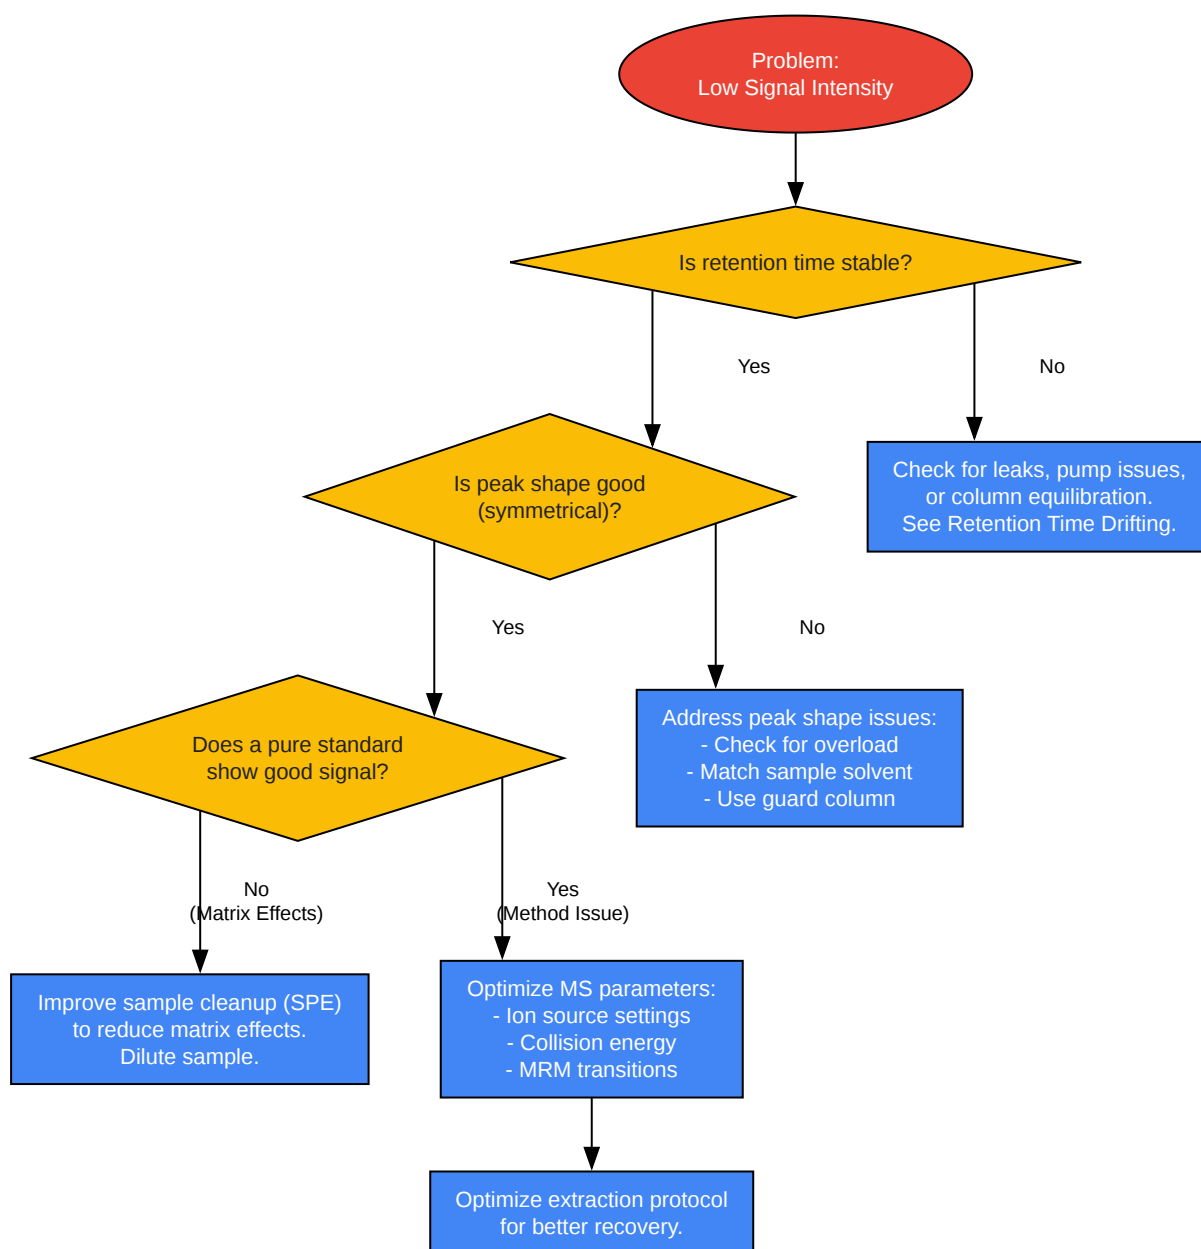 Problem:
Low Signal Intensity
Is retention time stable?
Yes
No
Is peak shape good
(symmetrical)?
Check for leaks, pump issues,
or column equilibration.
See Retention Time Drifting.
Yes
No
Does a pure standard
show good signal?
Address peak shape issues:
- Check for overload
- Match sample solvent
- Use guard column
No
(Matrix Effects)
Yes
(Method Issue)
Improve sample cleanup (SPE)
to reduce matrix effects.
Dilute sample.
Optimize MS parameters:
- Ion source settings
- Collision energy
- MRM transitions
Optimize extraction protocol
for better recovery.